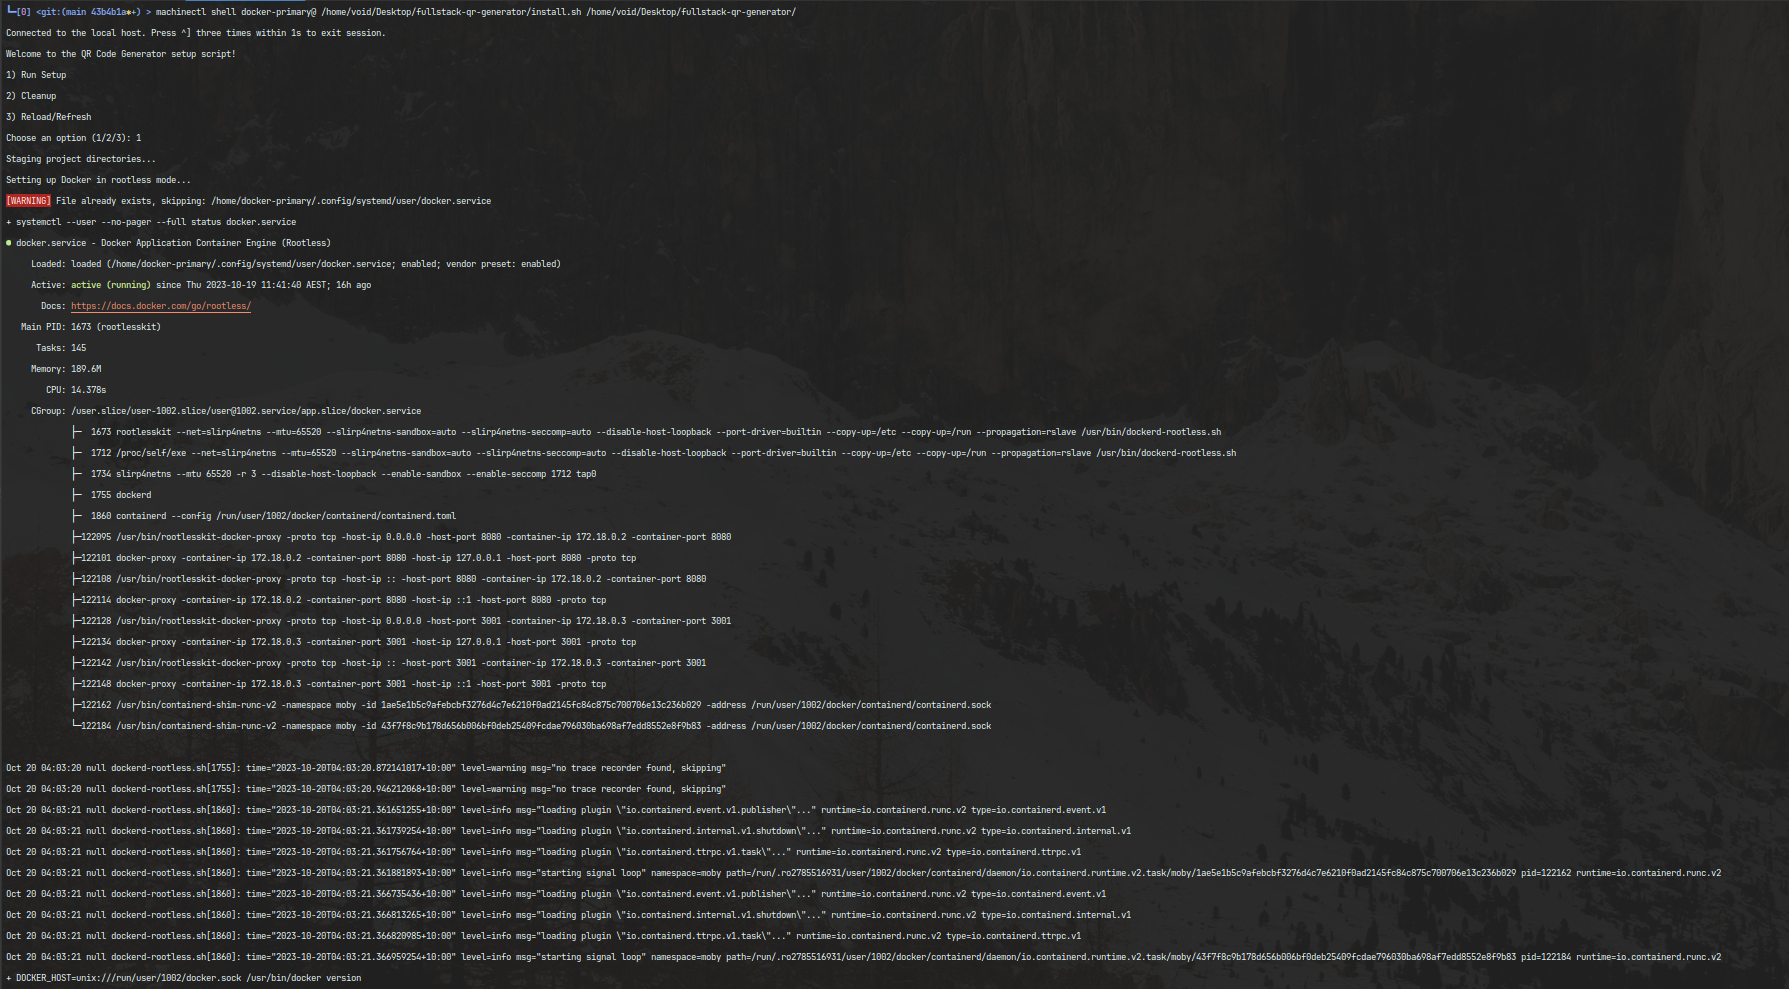 └─[0] <git:(main 43b4b1a✱+) > machinectl shell docker-primary@ /home/void/Desktop/fullstack-qr-generator/install.sh /home/void/Desktop/fullstack-qr-generator/
Connected to the local host. Press ^] three times within 1s to exit session.
Welcome to the QR Code Generator setup script!
1) Run Setup
2) Cleanup
3) Reload/Refresh
Choose an option (1/2/3): 1
Staging project directories...
Setting up Docker in rootless mode...
[WARNING] File already exists, skipping: /home/docker-primary/.config/systemd/user/docker.service
+ systemctl --user --no-pager --full status docker.service
● docker.service - Docker Application Container Engine (Rootless)
Loaded: loaded (/home/docker-primary/.config/systemd/user/docker.service; enabled; vendor preset: enabled)
Active: active (running) since Thu 2023-10-19 11:41:40 AEST; 16h ago
Docs: https://docs.docker.com/go/rootless/
Main PID: 1673 (rootlesskit)
Tasks: 145
Memory: 189.6M
CPU: 14.378s
CGroup: /user.slice/user-1002.slice/user@1002.service/app.slice/docker.service
├─  1673 rootlesskit --net=slirp4netns --mtu=65520 --slirp4netns-sandbox=auto --slirp4netns-seccomp=auto --disable-host-loopback --port-driver=builtin --copy-up=/etc --copy-up=/run --propagation=rslave /usr/bin/dockerd-rootless.sh
├─  1712 /proc/self/exe --net=slirp4netns --mtu=65520 --slirp4netns-sandbox=auto --slirp4netns-seccomp=auto --disable-host-loopback --port-driver=builtin --copy-up=/etc --copy-up=/run --propagation=rslave /usr/bin/dockerd-rootless.sh
├─  1734 slirp4netns --mtu 65520 -r 3 --disable-host-loopback --enable-sandbox --enable-seccomp 1712 tap0
├─  1755 dockerd
├─  1860 containerd --config /run/user/1002/docker/containerd/containerd.toml
├─122095 /usr/bin/rootlesskit-docker-proxy -proto tcp -host-ip 0.0.0.0 -host-port 8080 -container-ip 172.18.0.2 -container-port 8080
├─122101 docker-proxy -container-ip 172.18.0.2 -container-port 8080 -host-ip 127.0.0.1 -host-port 8080 -proto tcp
├─122108 /usr/bin/rootlesskit-docker-proxy -proto tcp -host-ip :: -host-port 8080 -container-ip 172.18.0.2 -container-port 8080
├─122114 docker-proxy -container-ip 172.18.0.2 -container-port 8080 -host-ip ::1 -host-port 8080 -proto tcp
├─122128 /usr/bin/rootlesskit-docker-proxy -proto tcp -host-ip 0.0.0.0 -host-port 3001 -container-ip 172.18.0.3 -container-port 3001
├─122134 docker-proxy -container-ip 172.18.0.3 -container-port 3001 -host-ip 127.0.0.1 -host-port 3001 -proto tcp
├─122142 /usr/bin/rootlesskit-docker-proxy -proto tcp -host-ip :: -host-port 3001 -container-ip 172.18.0.3 -container-port 3001
├─122148 docker-proxy -container-ip 172.18.0.3 -container-port 3001 -host-ip ::1 -host-port 3001 -proto tcp
├─122162 /usr/bin/containerd-shim-runc-v2 -namespace moby -id 1ae5e1b5c9afebcbf3276d4c7e6210f0ad2145fc84c875c700706e13c236b029 -address /run/user/1002/docker/containerd/containerd.sock
└─122184 /usr/bin/containerd-shim-runc-v2 -namespace moby -id 43f7f8c9b178d656b006bf0deb25409fcdae796030ba698af7edd8552e8f9b83 -address /run/user/1002/docker/containerd/containerd.sock
Oct 20 04:03:20 null dockerd-rootless.sh[1755]: time="2023-10-20T04:03:20.872141017+10:00" level=warning msg="no trace recorder found, skipping"
Oct 20 04:03:20 null dockerd-rootless.sh[1755]: time="2023-10-20T04:03:20.946212068+10:00" level=warning msg="no trace recorder found, skipping"
Oct 20 04:03:21 null dockerd-rootless.sh[1860]: time="2023-10-20T04:03:21.361651255+10:00" level=info msg="loading plugin \"io.containerd.event.v1.publisher\"..." runtime=io.containerd.runc.v2 type=io.containerd.event.v1
Oct 20 04:03:21 null dockerd-rootless.sh[1860]: time="2023-10-20T04:03:21.361739254+10:00" level=info msg="loading plugin \"io.containerd.internal.v1.shutdown\"..." runtime=io.containerd.runc.v2 type=io.containerd.internal.v1
Oct 20 04:03:21 null dockerd-rootless.sh[1860]: time="2023-10-20T04:03:21.361756764+10:00" level=info msg="loading plugin \"io.containerd.ttrpc.v1.task\"..." runtime=io.containerd.runc.v2 type=io.containerd.ttrpc.v1
Oct 20 04:03:21 null dockerd-rootless.sh[1860]: time="2023-10-20T04:03:21.361881893+10:00" level=info msg="starting signal loop" namespace=moby path=/run/.ro2785516931/user/1002/docker/containerd/daemon/io.containerd.runtime.v2.task/moby/1ae5e1b5c9afebcbf3276d4c7e6210f0ad2145fc84c875c700706e13c236b029 pid=122162 runtime=io.containerd.runc.v2
Oct 20 04:03:21 null dockerd-rootless.sh[1860]: time="2023-10-20T04:03:21.366735436+10:00" level=info msg="loading plugin \"io.containerd.event.v1.publisher\"..." runtime=io.containerd.runc.v2 type=io.containerd.event.v1
Oct 20 04:03:21 null dockerd-rootless.sh[1860]: time="2023-10-20T04:03:21.366813265+10:00" level=info msg="loading plugin \"io.containerd.internal.v1.shutdown\"..." runtime=io.containerd.runc.v2 type=io.containerd.internal.v1
Oct 20 04:03:21 null dockerd-rootless.sh[1860]: time="2023-10-20T04:03:21.366820985+10:00" level=info msg="loading plugin \"io.containerd.ttrpc.v1.task\"..." runtime=io.containerd.runc.v2 type=io.containerd.ttrpc.v1
Oct 20 04:03:21 null dockerd-rootless.sh[1860]: time="2023-10-20T04:03:21.366959254+10:00" level=info msg="starting signal loop" namespace=moby path=/run/.ro2785516931/user/1002/docker/containerd/daemon/io.containerd.runtime.v2.task/moby/43f7f8c9b178d656b006bf0deb25409fcdae796030ba698af7edd8552e8f9b83 pid=122184 runtime=io.containerd.runc.v2
+ DOCKER_HOST=unix:///run/user/1002/docker.sock /usr/bin/docker version